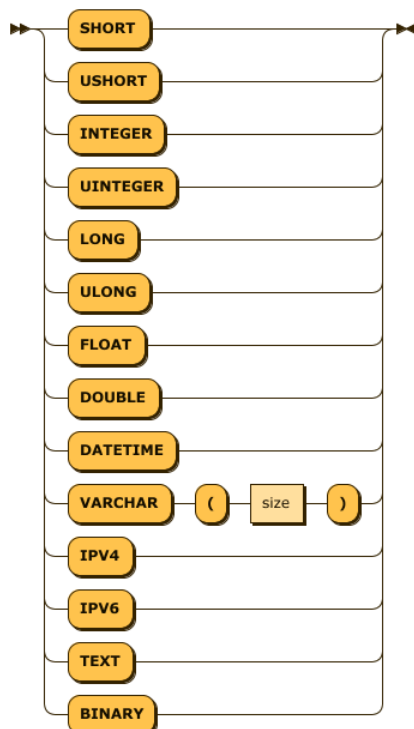 SHORT
USHORT
INTEGER
UINTEGER
LONG
ULONG
FLOAT
DOUBLE
DATETIME
VARCHAR ( size )
IPV4
IPV6
TEXT
BINARY